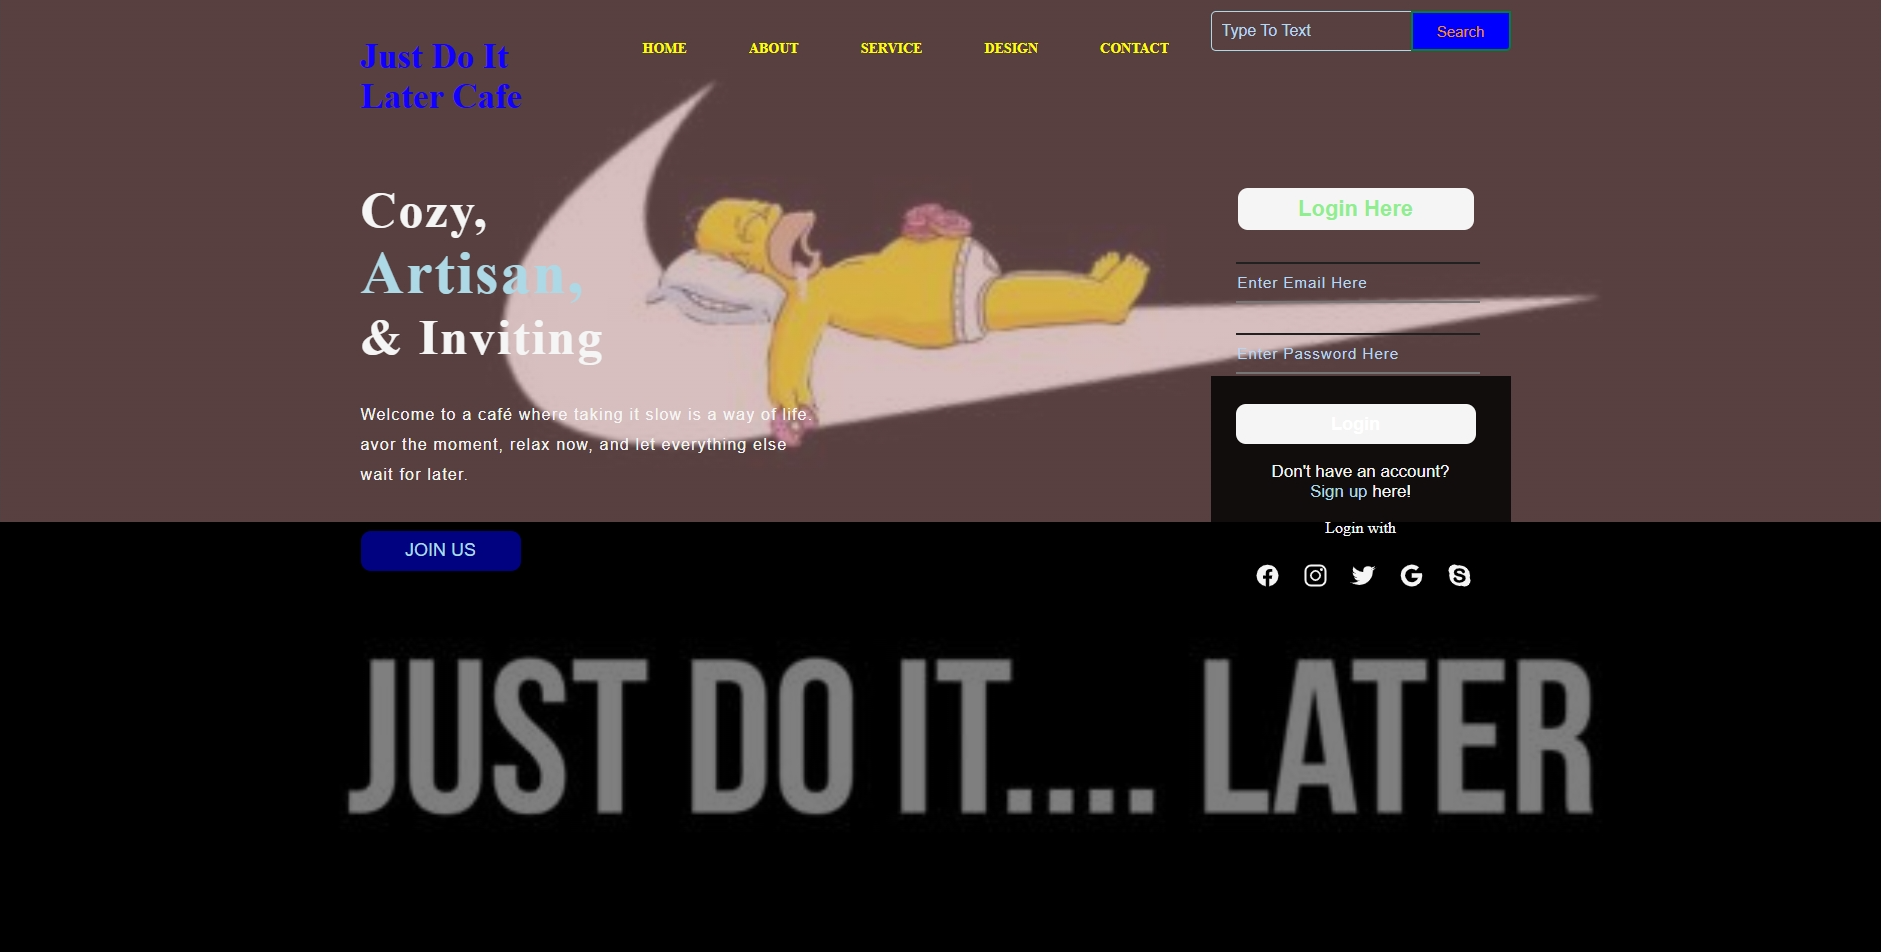 Just Do It
Later Cafe
HOME ABOUT SERVICE DESIGN CONTACT
Type To Text Search
Cozy,
Artisan,
& Inviting
Welcome to a café where taking it slow is a way of life.
avor the moment, relax now, and let everything else
wait for later.
JOIN US
Login Here
Enter Email Here
Enter Password Here
Login
Don't have an account?
Sign up here!
Login with
JUST DO IT.... LATER